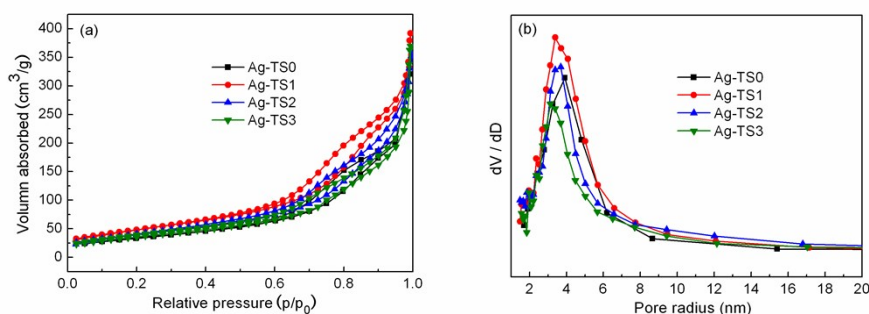 (a)
Ag-TS0
Ag-TS1
Ag-TS2
Ag-TS3
Volumn absorbed (cm³/g)
400
350
300
250
200
150
100
50
0
0.0 0.2 0.4 0.6 0.8 1.0
Relative pressure (p/p₀)
(b)
Ag-TS0
Ag-TS1
Ag-TS2
Ag-TS3
dV / dD
2 4 6 8 10 12 14 16 18 20
Pore radius (nm)